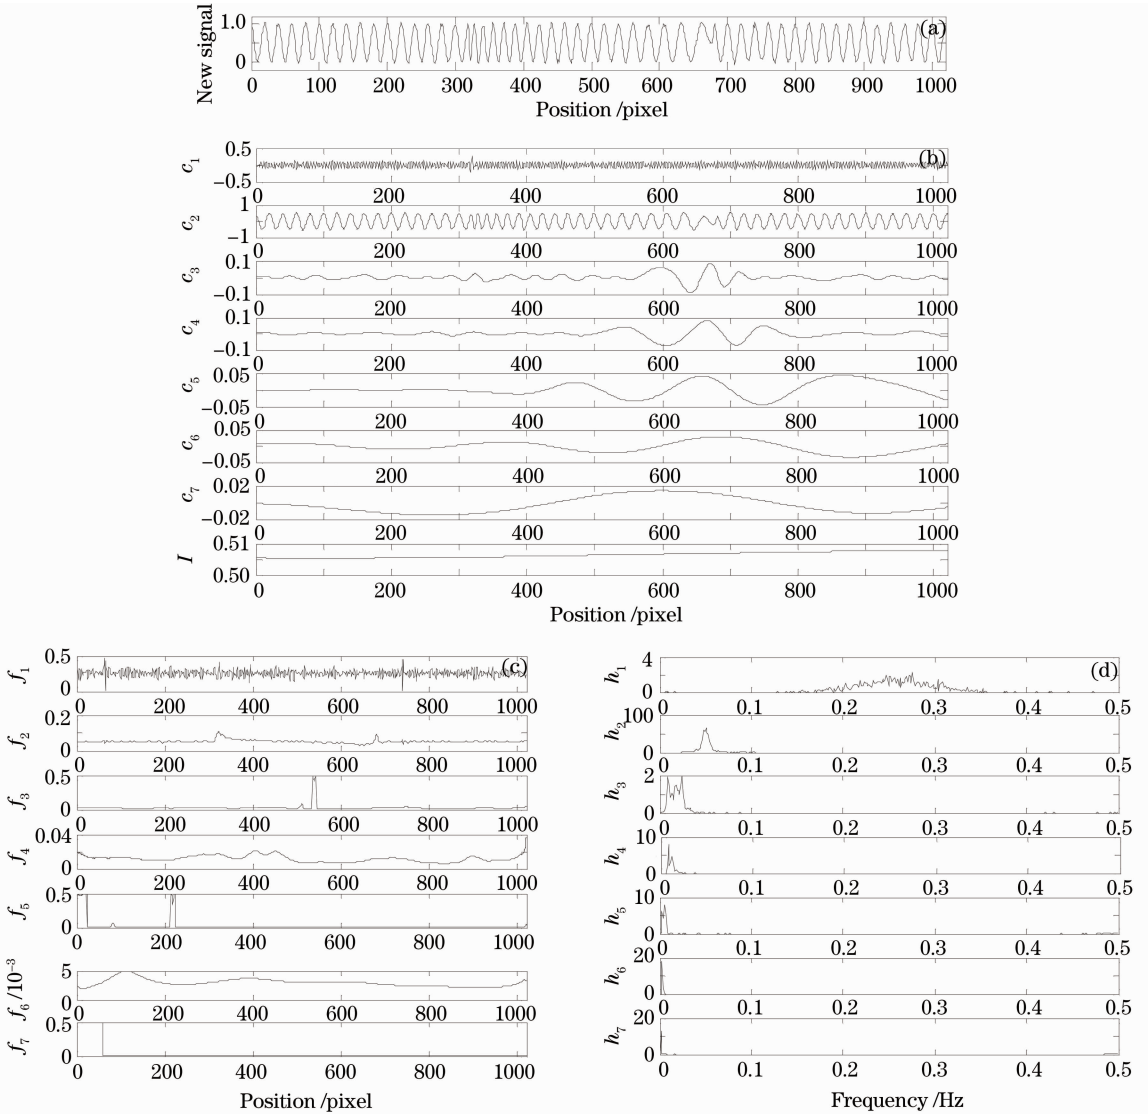 New signal
1.0
0
(a)
0 100 200 300 400 500 600 700 800 900 1000
Position /pixel
c1
0.5
−0.5
(b)
0 200 400 600 800 1000
c2
1
−1
0 200 400 600 800 1000
c3
0.1
−0.1
0 200 400 600 800 1000
c4
0.1
−0.1
0 200 400 600 800 1000
c5
0.05
−0.05
0 200 400 600 800 1000
c6
0.05
−0.05
0 200 400 600 800 1000
c7
0.02
−0.02
0 200 400 600 800 1000
I
0.51
0.50
0 200 400 600 800 1000
Position /pixel
f1
0.5
0
(c)
0 200 400 600 800 1000
f2
0.2
0
0 200 400 600 800 1000
f3
0.5
0
0 200 400 600 800 1000
f4
0.04
0
0 200 400 600 800 1000
f5
0.5
0
0 200 400 600 800 1000
f6 /10−3
5
0
0 200 400 600 800 1000
f7
0.5
0
0 200 400 600 800 1000
Position /pixel
h1
4
0
(d)
0 0.1 0.2 0.3 0.4 0.5
h2
100
0
0 0.1 0.2 0.3 0.4 0.5
h3
2
0
0 0.1 0.2 0.3 0.4 0.5
h4
10
0
0 0.1 0.2 0.3 0.4 0.5
h5
10
0
0 0.1 0.2 0.3 0.4 0.5
h6
20
0
0 0.1 0.2 0.3 0.4 0.5
h7
20
0
0 0.1 0.2 0.3 0.4 0.5
Frequency /Hz